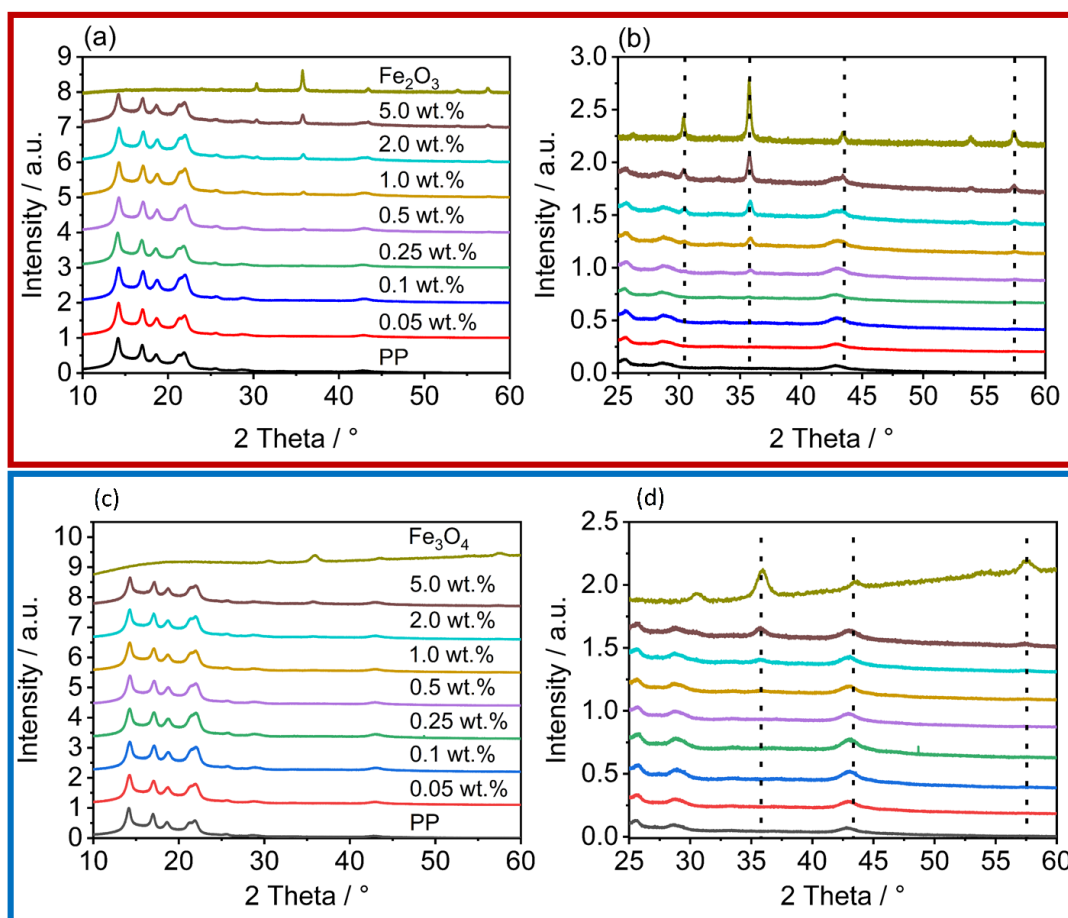 (a)
(b)
9
8
7
6
5
4
3
2
1
0
Intensity / a.u.
Fe₂O₃
5.0 wt.%
2.0 wt.%
1.0 wt.%
0.5 wt.%
0.25 wt.%
0.1 wt.%
0.05 wt.%
PP
10 20 30 40 50 60
2 Theta / °
3.0
2.5
2.0
1.5
1.0
0.5
0.0
Intensity / a.u.
25 30 35 40 45 50 55 60
2 Theta / °
(c)
(d)
10
9
8
7
6
5
4
3
2
1
0
Intensity / a.u.
Fe₃O₄
5.0 wt.%
2.0 wt.%
1.0 wt.%
0.5 wt.%
0.25 wt.%
0.1 wt.%
0.05 wt.%
PP
10 20 30 40 50 60
2 Theta / °
2.5
2.0
1.5
1.0
0.5
0.0
Intensity / a.u.
25 30 35 40 45 50 55 60
2 Theta / °